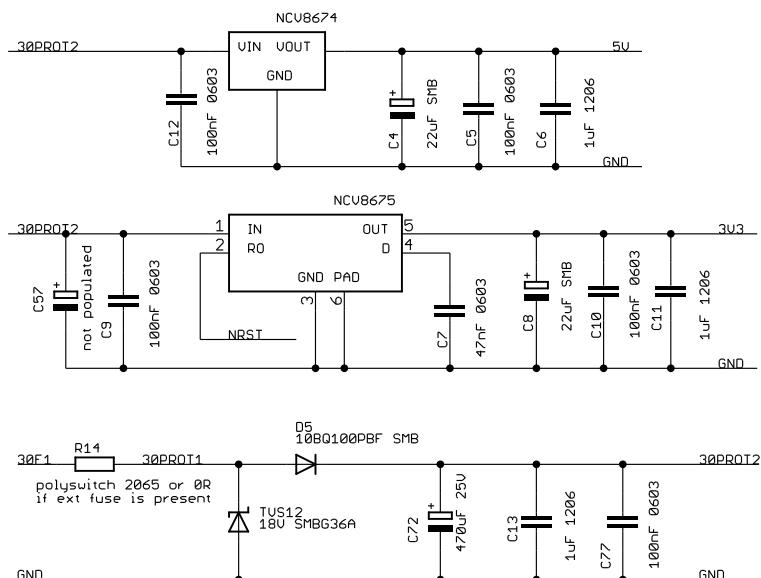 NCV8674
30PROT2
VIN VOUT
5V
GND
C12
100nF 0603
C4
22uF SMB
C5
100nF 0603
C6
1uF 1206
GND
NCV8675
30PROT2
1
IN
OUT
5
3V3
2
RO
D
4
GND PAD
3
6
C57
not populated
C9
100nF 0603
NRST
C7
47nF 0603
C8
22uF SMB
C10
100nF 0603
C11
1uF 1206
GND
D5
10BQ100PBF SMB
30F1
R14
30PROT1
30PROT2
polyswitch 2065 or 0R
if ext fuse is present
TVS12
18V SMBG36A
C72
470uF 25V
C13
1uF 1206
C77
100nF 0603
GND
GND